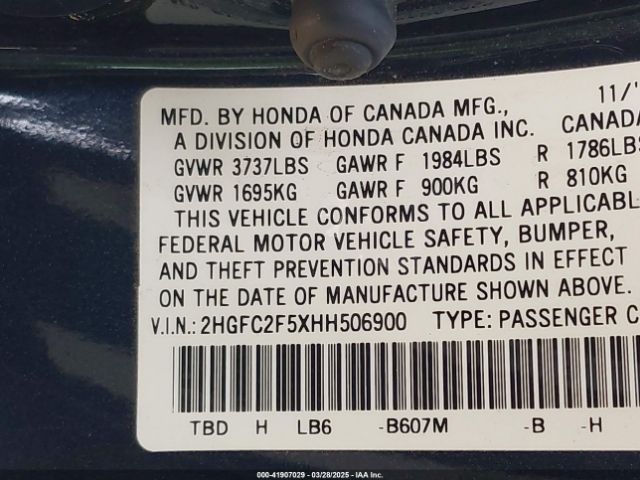 MFD. BY HONDA OF CANADA MFG., 11/'
A DIVISION OF HONDA CANADA INC. CANADA
GVWR 3737LBS GAWR F 1984LBS R 1786LBS
GVWR 1695KG GAWR F 900KG R 810KG
THIS VEHICLE CONFORMS TO ALL APPLICABL
FEDERAL MOTOR VEHICLE SAFETY, BUMPER,
AND THEFT PREVENTION STANDARDS IN EFFECT
ON THE DATE OF MANUFACTURE SHOWN ABOVE.
V.I.N.: 2HGFC2F5XHH506900 TYPE: PASSENGER C
TBD H LB6 -B607M -B -H
000-41907029 - 03/28/2025 - IAAI.COM